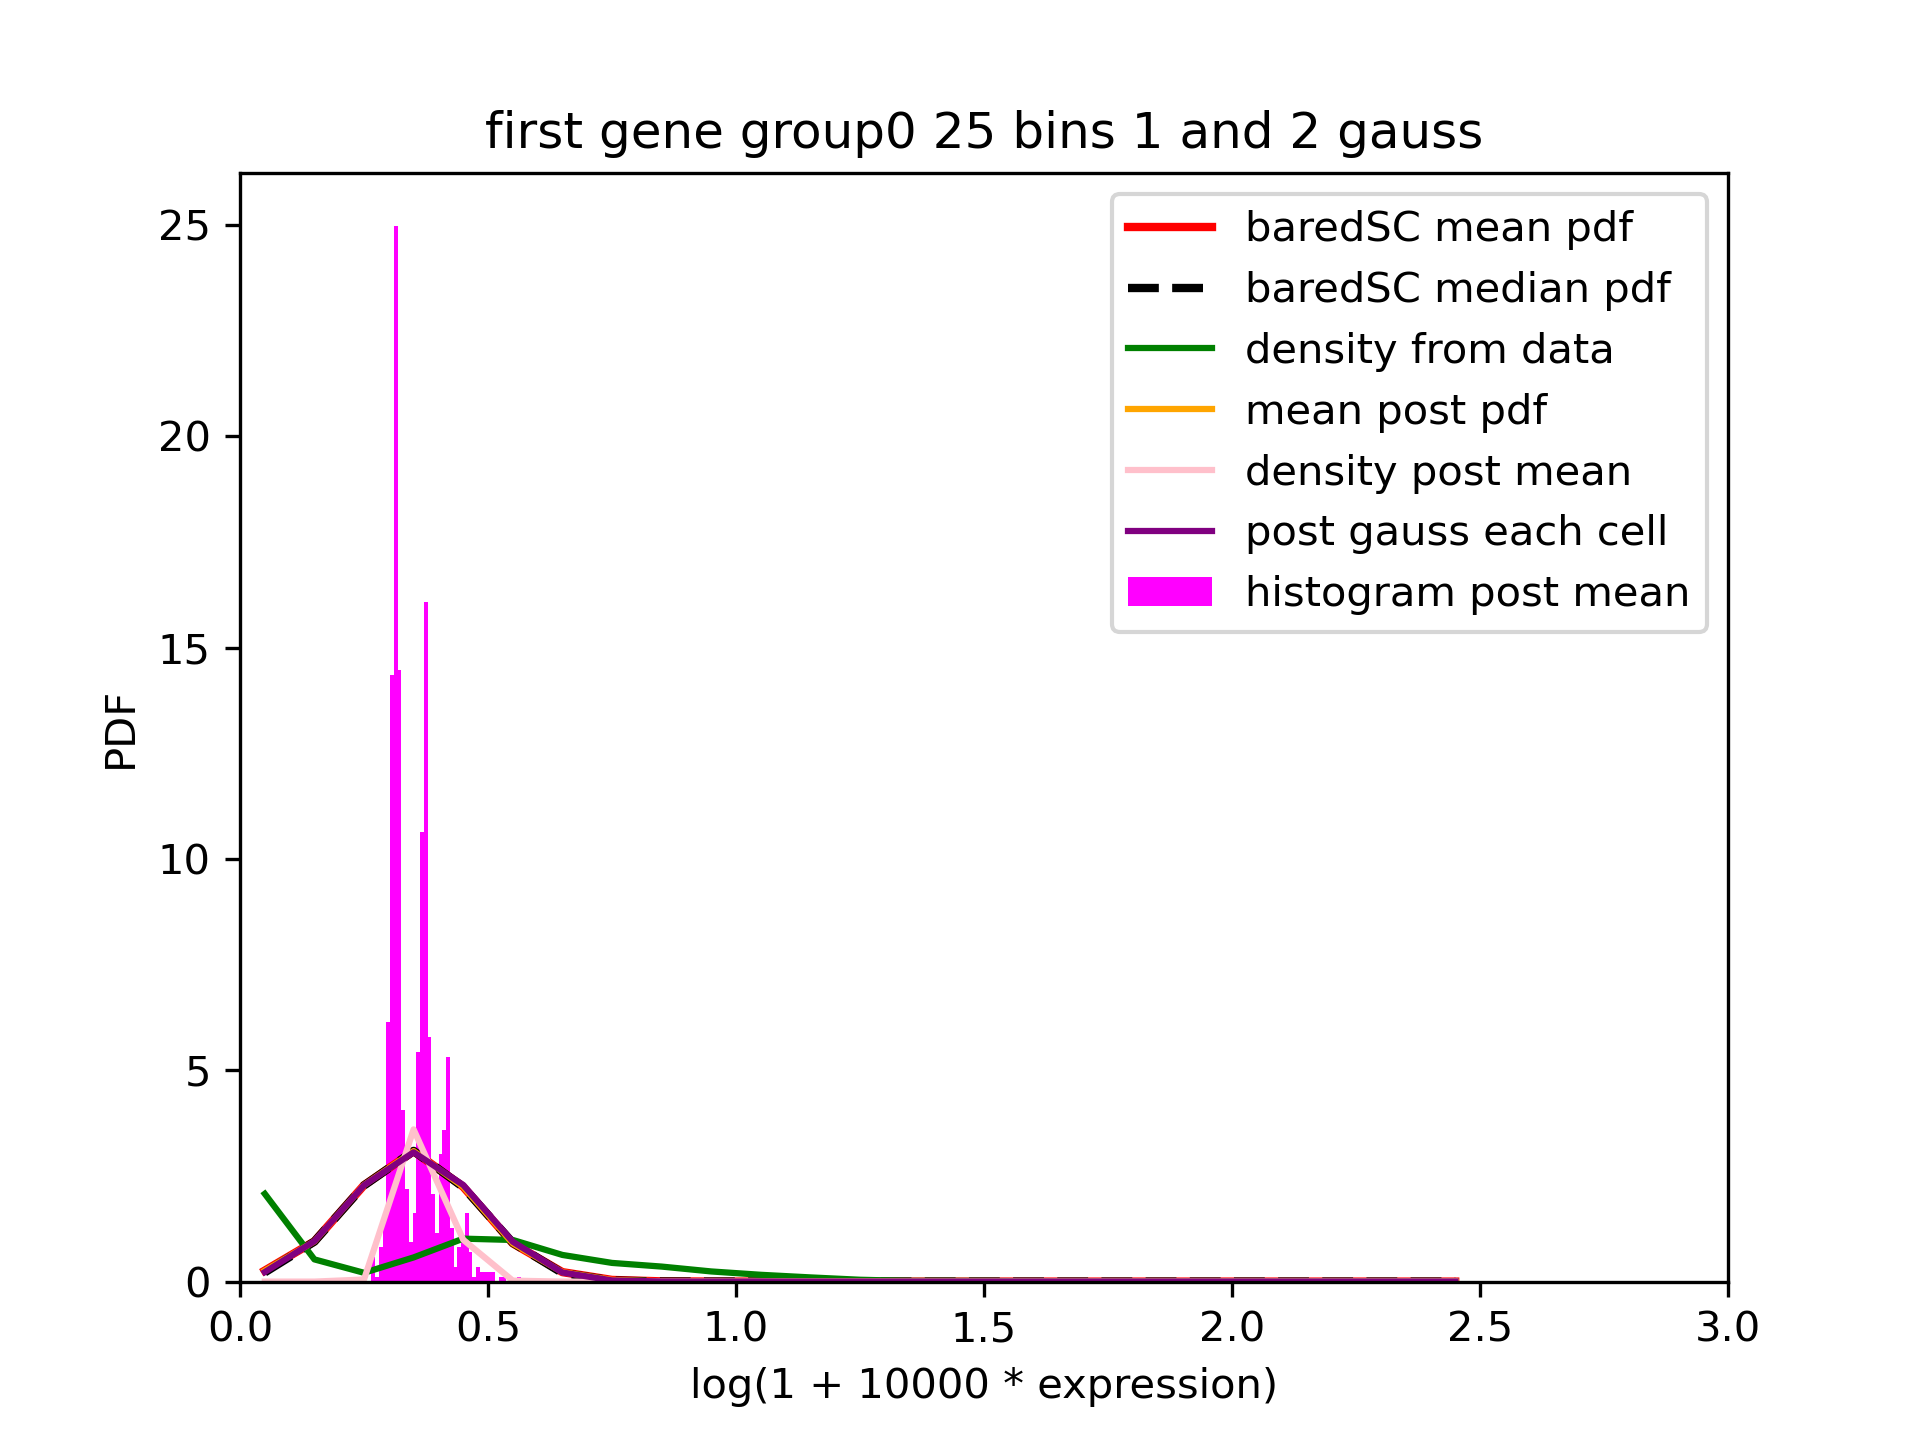 first gene group0 25 bins 1 and 2 gauss
25
20
15
10
5
0
PDF
baredSC mean pdf
baredSC median pdf
density from data
mean post pdf
density post mean
post gauss each cell
histogram post mean
0.0 0.5 1.0 1.5 2.0 2.5 3.0
log(1 + 10000 * expression)